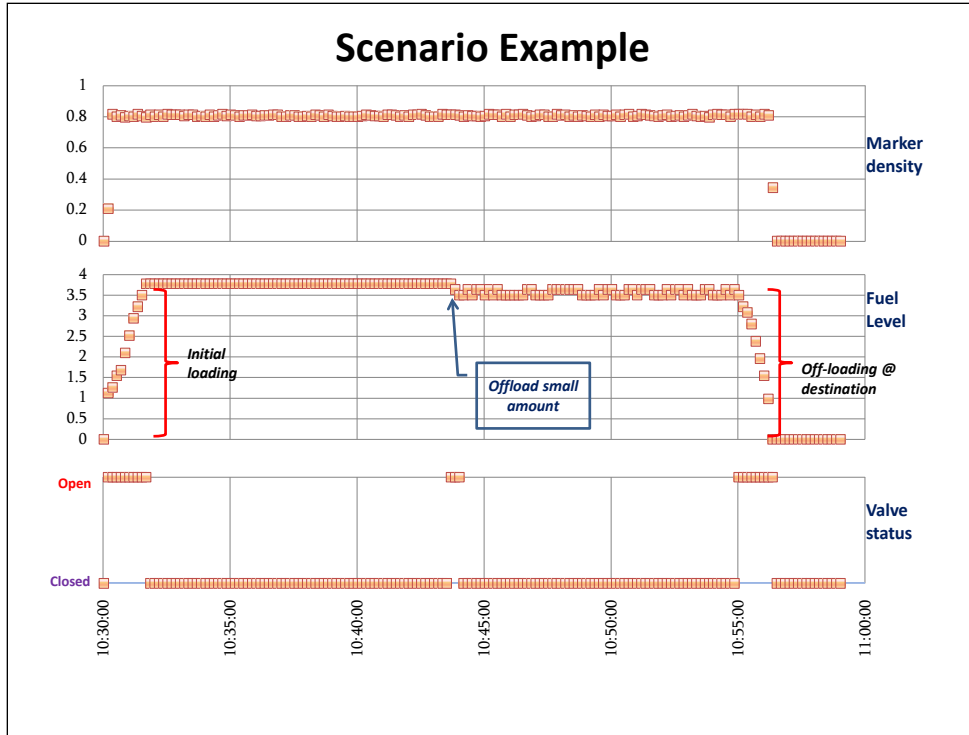 Scenario Example
1
0.8
0.6
0.4
0.2
0
Marker
density
4
3.5
3
2.5
2
1.5
1
0.5
0
Fuel
Level
Initial
loading
Offload small
amount
Off-loading @
destination
Open
Closed
Valve
status
10:30:00
10:35:00
10:40:00
10:45:00
10:50:00
10:55:00
11:00:00